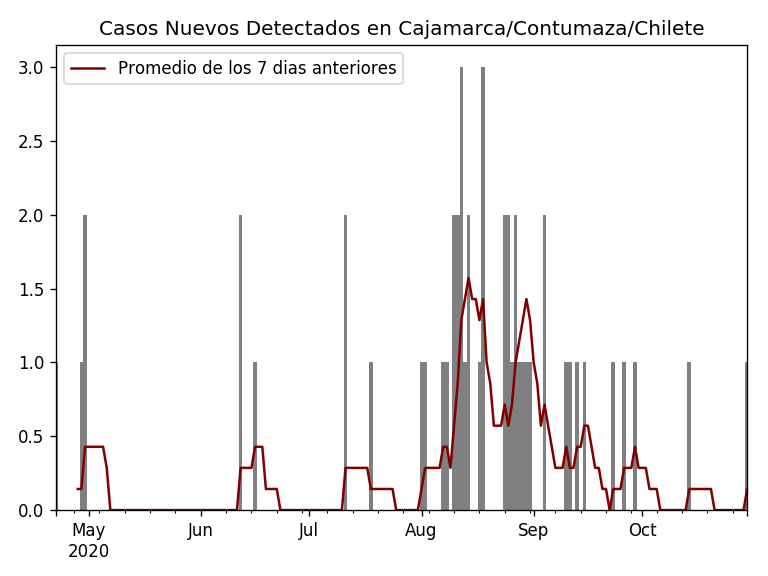 Casos Nuevos Detectados en Cajamarca/Contumaza/Chilete
Promedio de los 7 dias anteriores
3.0
2.5
2.0
1.5
1.0
0.5
0.0
May Jun Jul Aug Sep Oct
2020